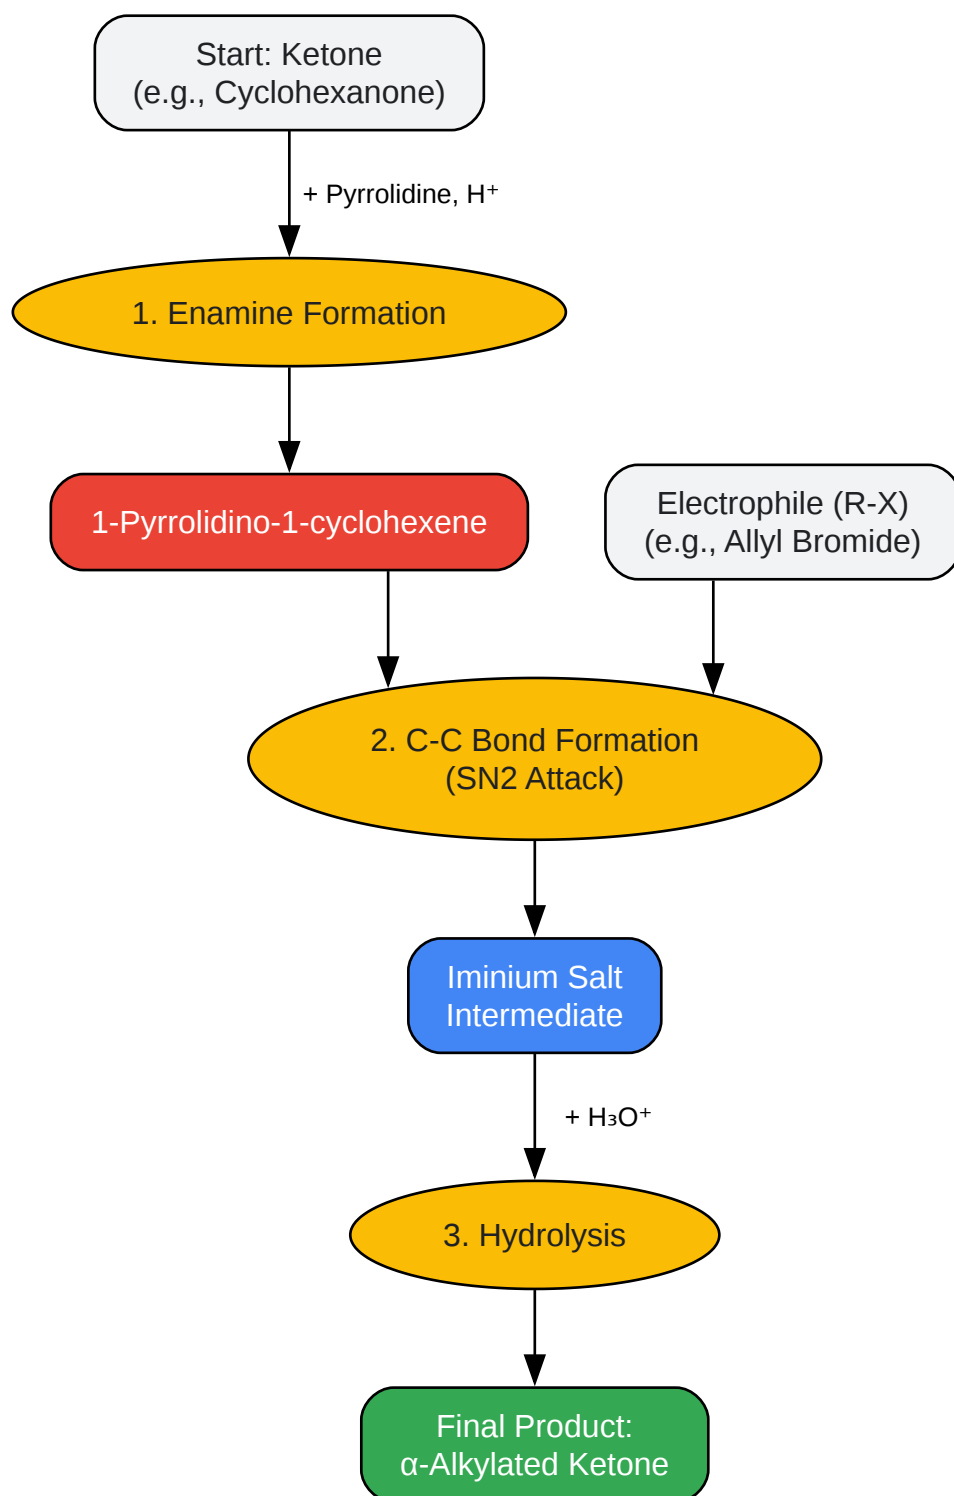 Start: Ketone
(e.g., Cyclohexanone)
+ Pyrrolidine, H⁺
1. Enamine Formation
1-Pyrrolidino-1-cyclohexene
Electrophile (R-X)
(e.g., Allyl Bromide)
2. C-C Bond Formation
(SN2 Attack)
Iminium Salt
Intermediate
+ H₃O⁺
3. Hydrolysis
Final Product:
α-Alkylated Ketone